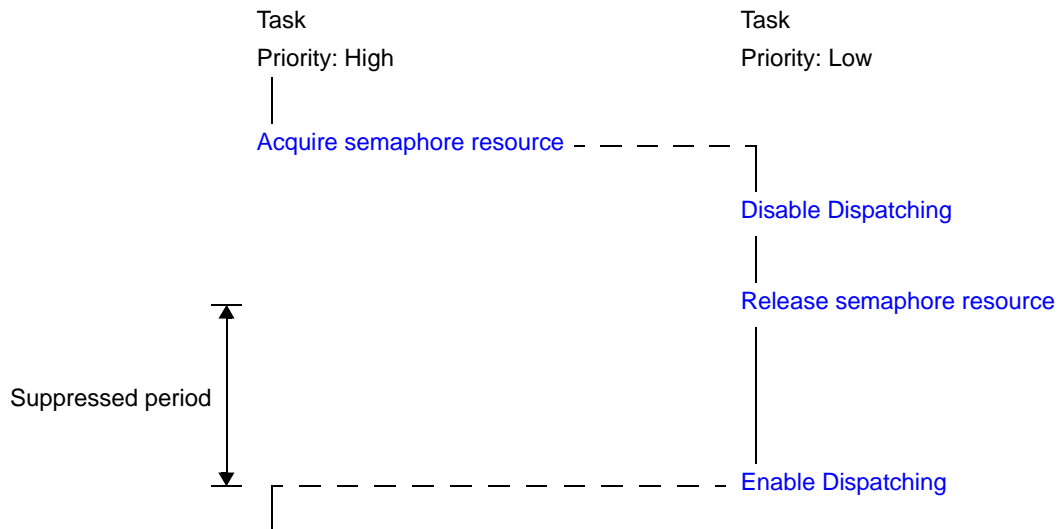 Task
Priority: High
Task
Priority: Low
Acquire semaphore resource
Disable Dispatching
Release semaphore resource
Suppressed period
Enable Dispatching